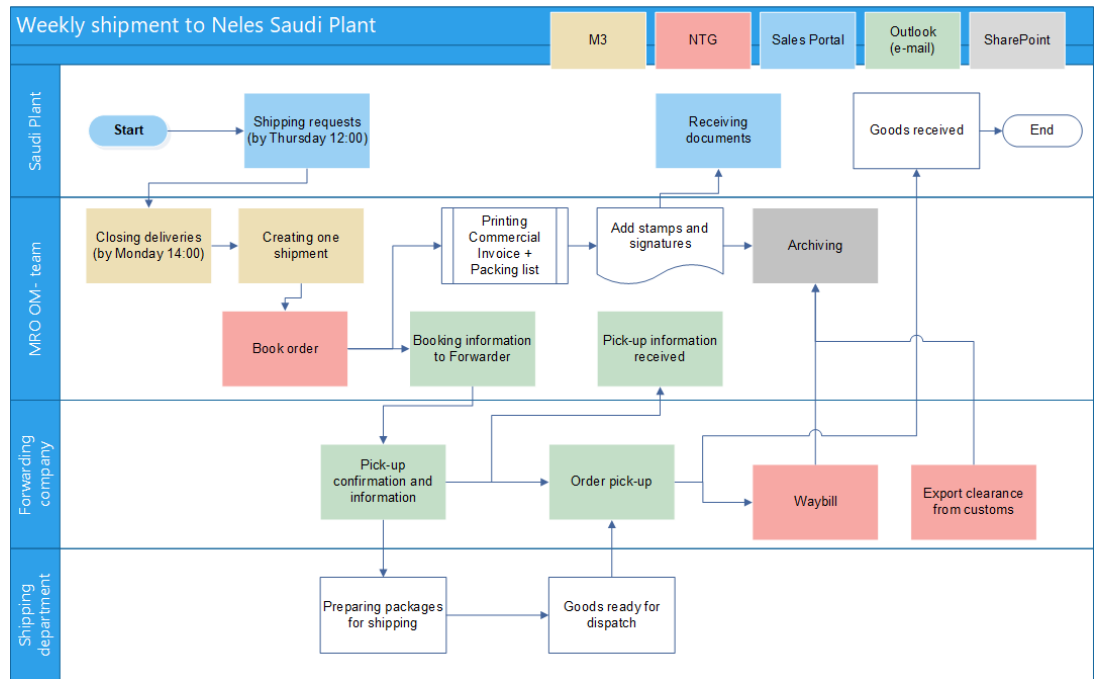 Weekly shipment to Neles Saudi Plant
M3
NTG
Sales Portal
Outlook
(e-mail)
SharePoint
Saudi Plant
Start
Shipping requests
(by Thursday 12:00)
Receiving
documents
Goods received
End
MRO OM- team
Closing deliveries
(by Monday 14:00)
Creating one
shipment
Printing
Commercial
Invoice +
Packing list
Add stamps and
signatures
Archiving
Book order
Booking information
to Forwarder
Pick-up information
received
Forwarding
company
Pick-up
confirmation and
information
Order pick-up
Waybill
Export clearance
from customs
Shipping
department
Preparing packages
for shipping
Goods ready for
dispatch